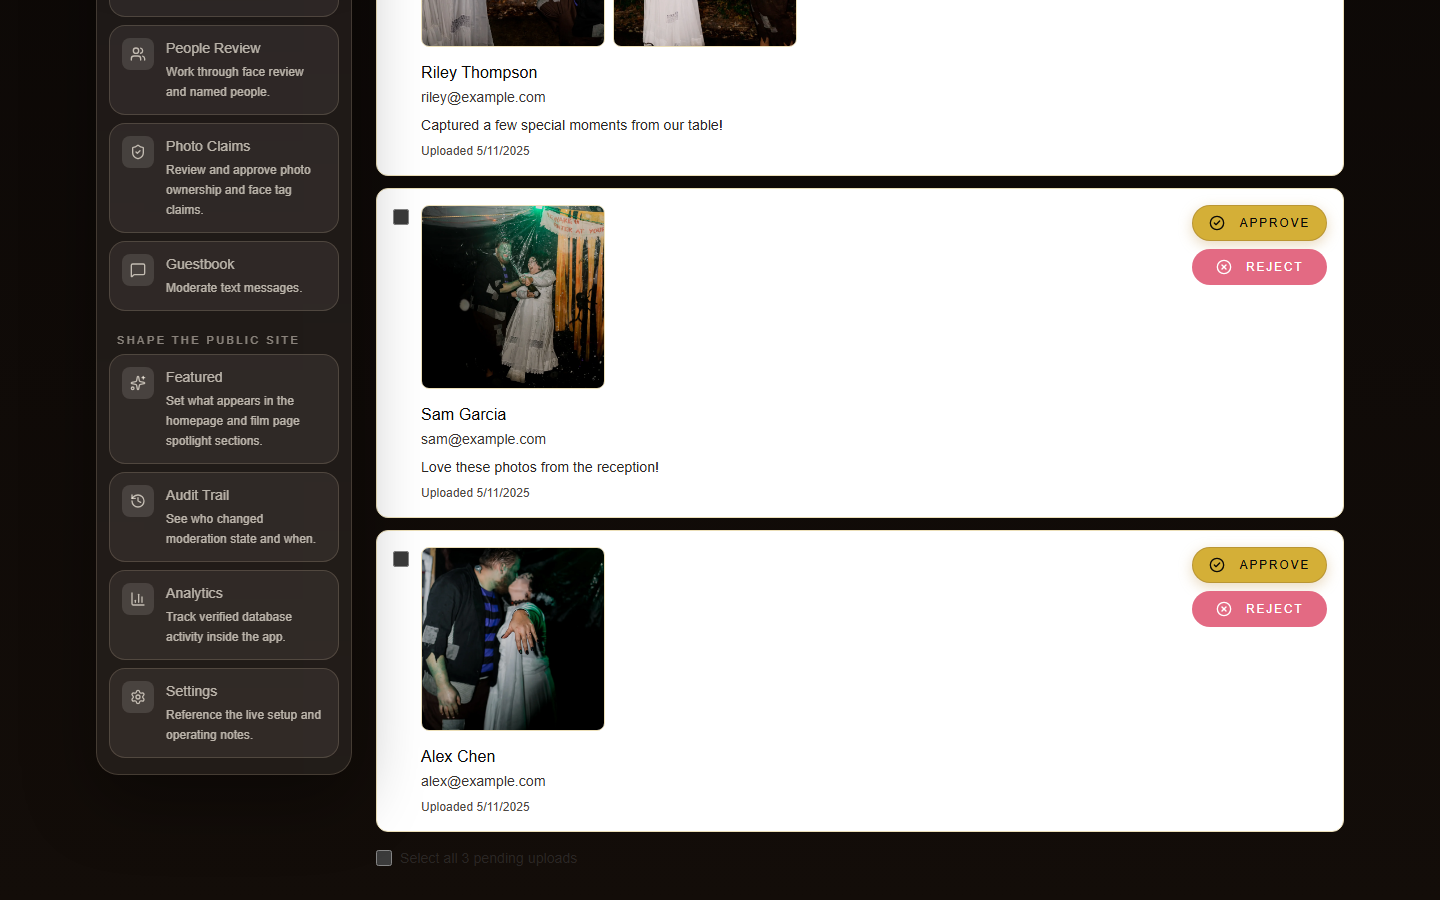 People Review
Work through face review
and named people.
Photo Claims
Review and approve photo
ownership and face tag
claims.
Guestbook
Moderate text messages.
SHAPE THE PUBLIC SITE
Featured
Set what appears in the
homepage and film page
spotlight sections.
Audit Trail
See who changed
moderation state and when.
Analytics
Track verified database
activity inside the app.
Settings
Reference the live setup and
operating notes.
Riley Thompson
riley@example.com
Captured a few special moments from our table!
Uploaded 5/11/2025
APPROVE
REJECT
Sam Garcia
sam@example.com
Love these photos from the reception!
Uploaded 5/11/2025
APPROVE
REJECT
Alex Chen
alex@example.com
Uploaded 5/11/2025
Select all 3 pending uploads